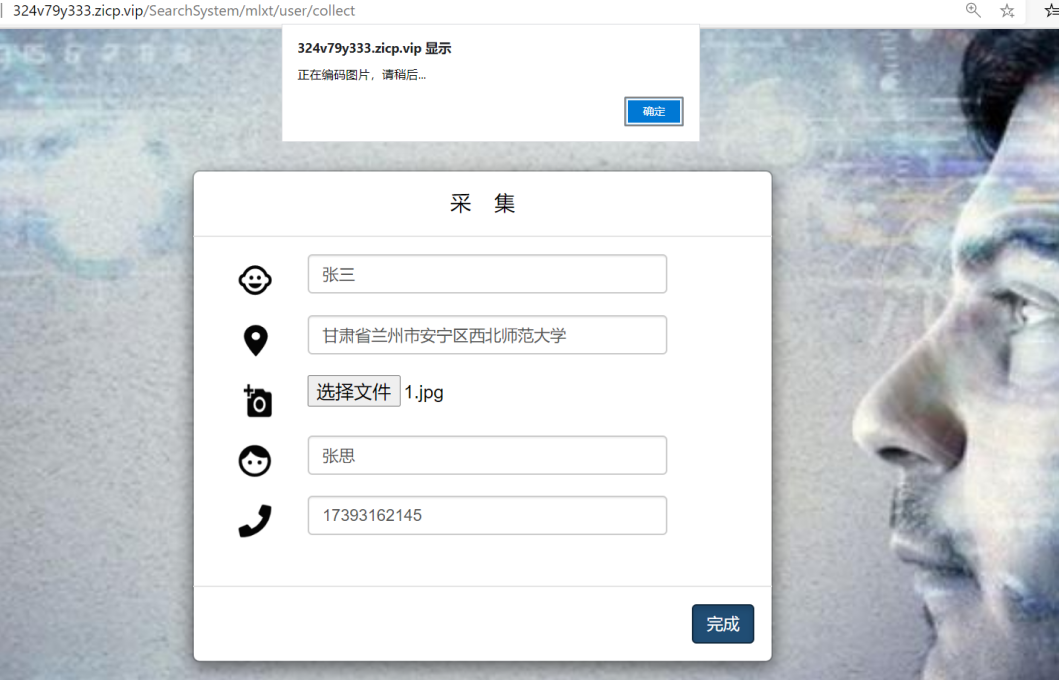 324v79y333.zicp.vip/SearchSystem/mlxt/user/collect
324v79y333.zicp.vip 显示
正在编码图片，请稍后...
确定
采 集
张三
甘肃省兰州市安宁区西北师范大学
选择文件 1.jpg
张思
17393162145
完成